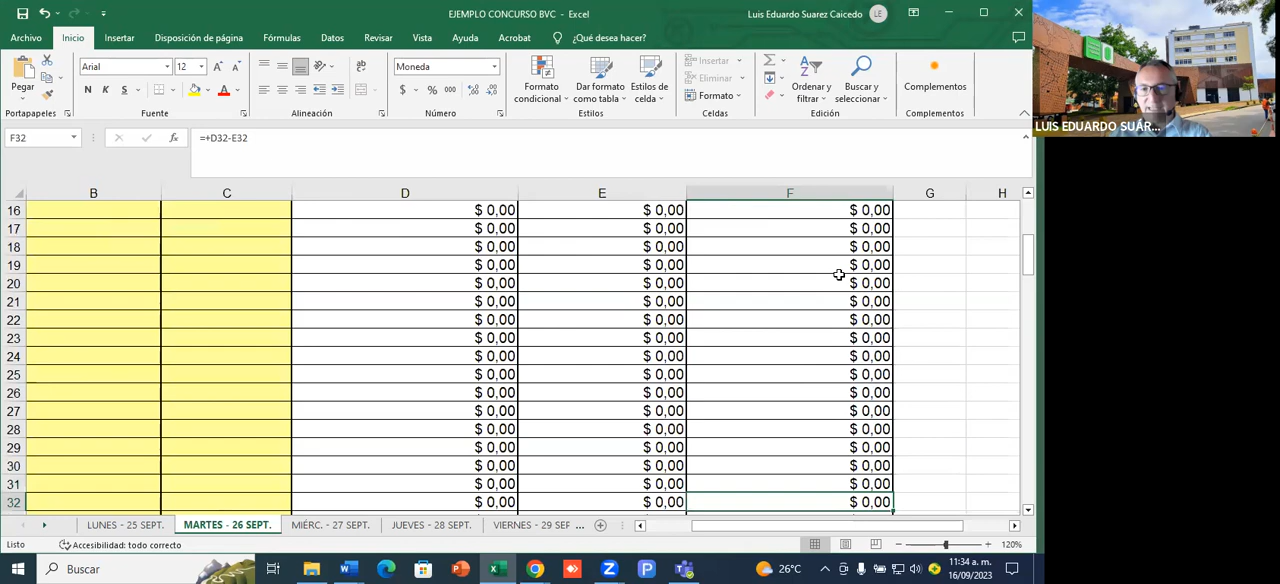 EJEMPLO CONCURSO BVC - Excel
Luis Eduardo Suarez Caicedo LE
Archivo Inicio Insertar Disposición de página Fórmulas Datos Revisar Vista Ayuda Acrobat ¿Qué desea hacer?
Pegar
Arial 12
N K S
Moneda
$ % 000
Formato condicional
Dar formato como tabla
Estilos de celda
Insertar
Eliminar
Formato
Ordenar y filtrar
Buscar y seleccionar
Complementos
Portapapeles Fuente Alineación Número Estilos Celdas Edición Complementos
LUIS EDUARDO SUÁR...
F32 fx =+D32-E32
B C D E F G H
16 $ 0,00 $ 0,00 $ 0,00
17 $ 0,00 $ 0,00 $ 0,00
18 $ 0,00 $ 0,00 $ 0,00
19 $ 0,00 $ 0,00 $ 0,00
20 $ 0,00 $ 0,00 $ 0,00
21 $ 0,00 $ 0,00 $ 0,00
22 $ 0,00 $ 0,00 $ 0,00
23 $ 0,00 $ 0,00 $ 0,00
24 $ 0,00 $ 0,00 $ 0,00
25 $ 0,00 $ 0,00 $ 0,00
26 $ 0,00 $ 0,00 $ 0,00
27 $ 0,00 $ 0,00 $ 0,00
28 $ 0,00 $ 0,00 $ 0,00
29 $ 0,00 $ 0,00 $ 0,00
30 $ 0,00 $ 0,00 $ 0,00
31 $ 0,00 $ 0,00 $ 0,00
32 $ 0,00 $ 0,00 $ 0,00
LUNES - 25 SEPT. MARTES - 26 SEPT. MIÉRC. - 27 SEPT. JUEVES - 28 SEPT. VIERNES - 29 SEP ...
Listo Accesibilidad: todo correcto 120%
Buscar 26°C 11:34 a. m.
16/09/2023